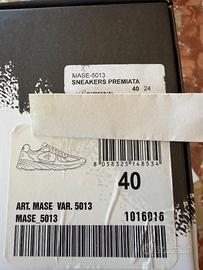 MASE-5013
SNEAKERS PREMIATA
40 24
8 058325 148534
40
ART. MASE VAR. 5013
MASE_5013
1016016